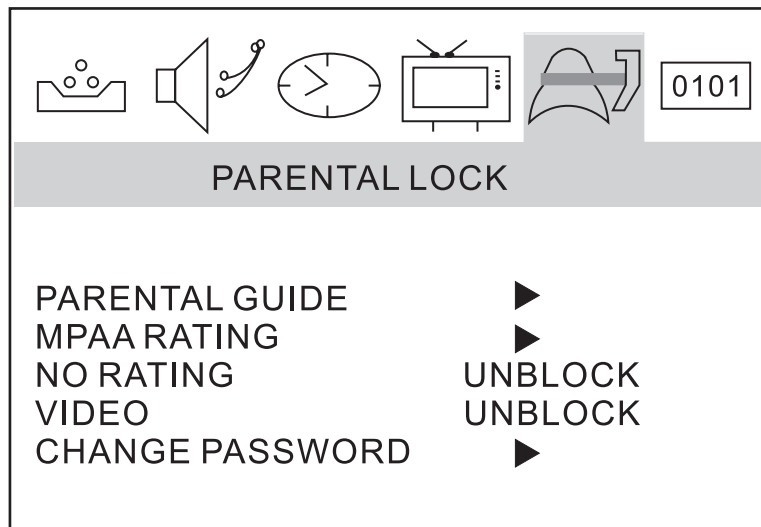 0101
PARENTAL LOCK
PARENTAL GUIDE ▶
MPAA RATING ▶
NO RATING UNBLOCK
VIDEO UNBLOCK
CHANGE PASSWORD ▶